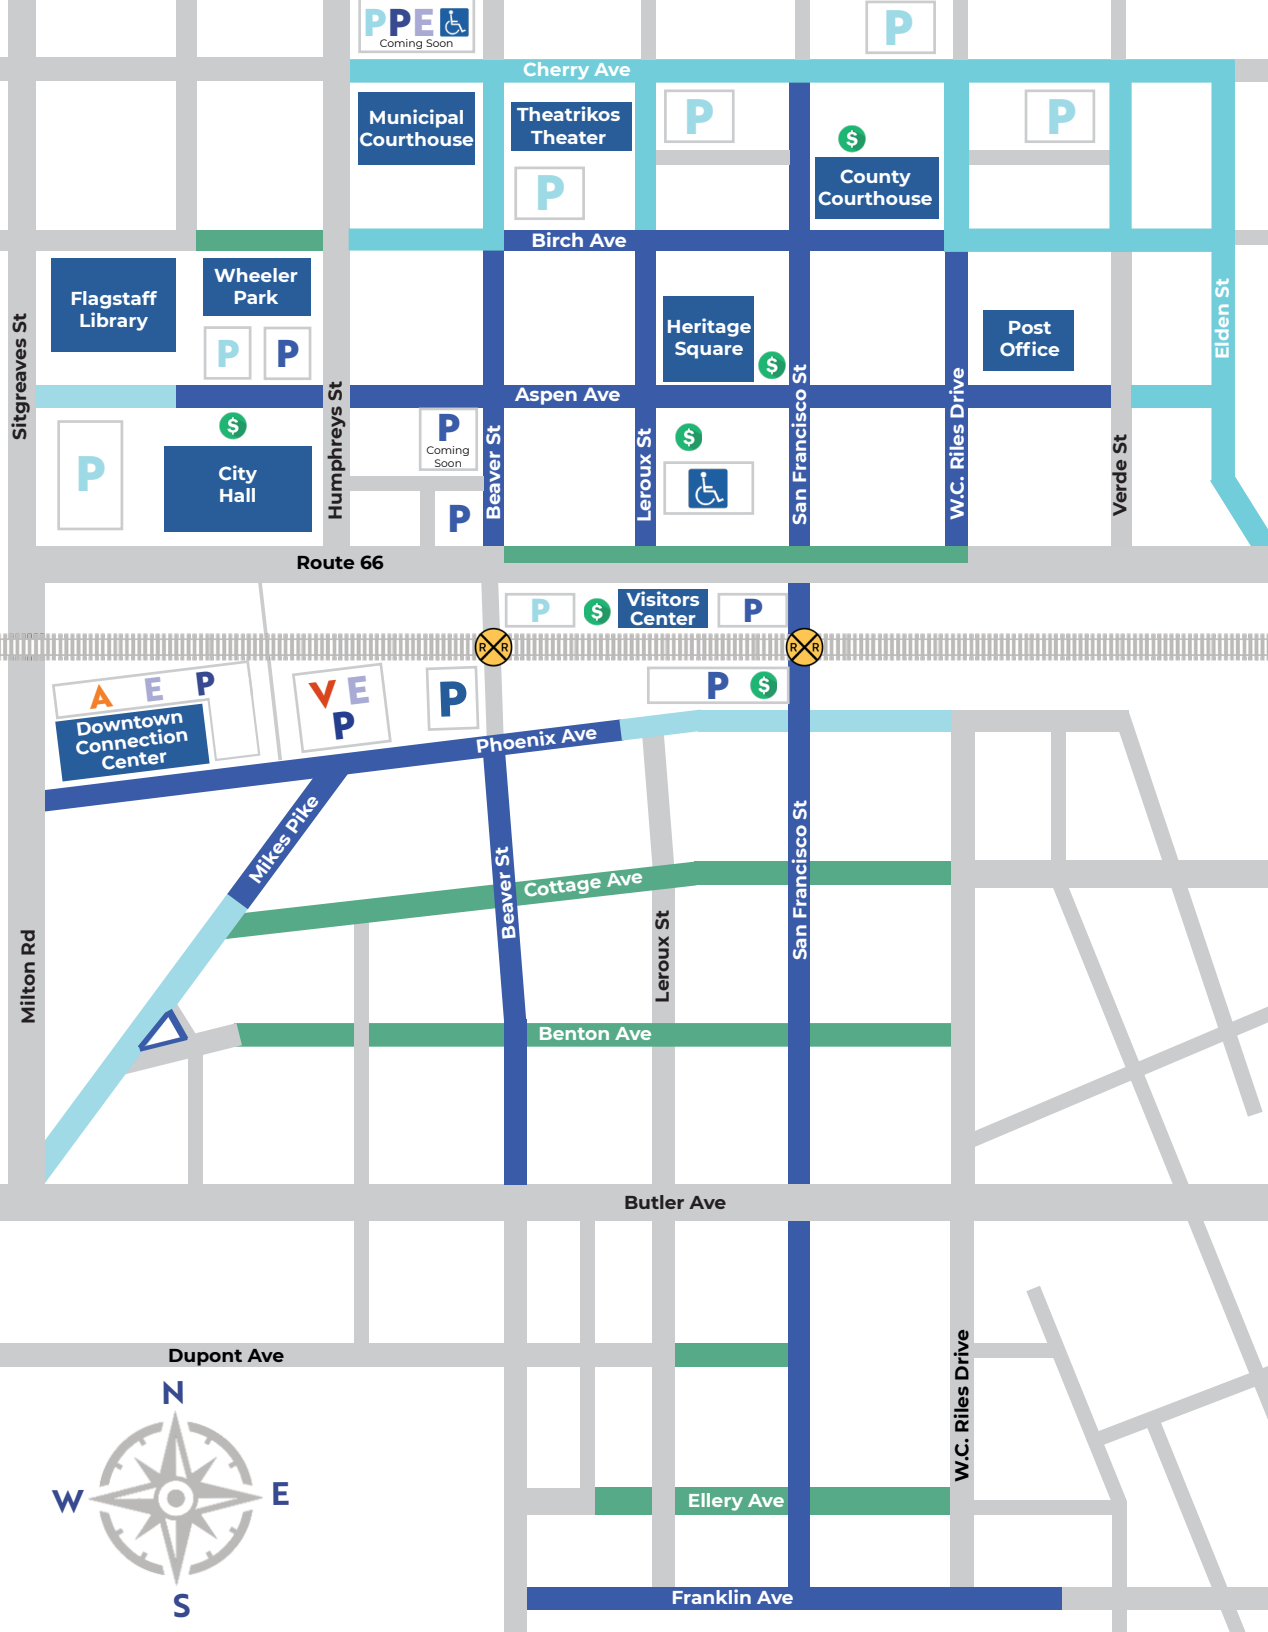 PPE
Coming Soon
P
Cherry Ave
Municipal
Courthouse
Theatrikos
Theater
P
P
P
$
County
Courthouse
Birch Ave
Flagstaff
Library
Wheeler
Park
P
P
Heritage
Square
$
Post
Office
Elden St
Sitgreaves St
Humphreys St
Aspen Ave
San Francisco St
W.C. Riles Drive
$
P
City
Hall
P
Coming
Soon
P
Beaver St
Leroux St
$
Verde St
Route 66
P
$
Visitors
Center
P
R R
R R
A E P
Downtown
Connection
Center
V E
P
P
P
$
Phoenix Ave
Mikes Pike
Cottage Ave
Beaver St
San Francisco St
Leroux St
Milton Rd
Benton Ave
Butler Ave
Dupont Ave
W.C. Riles Drive
N
W
E
S
Ellery Ave
Franklin Ave